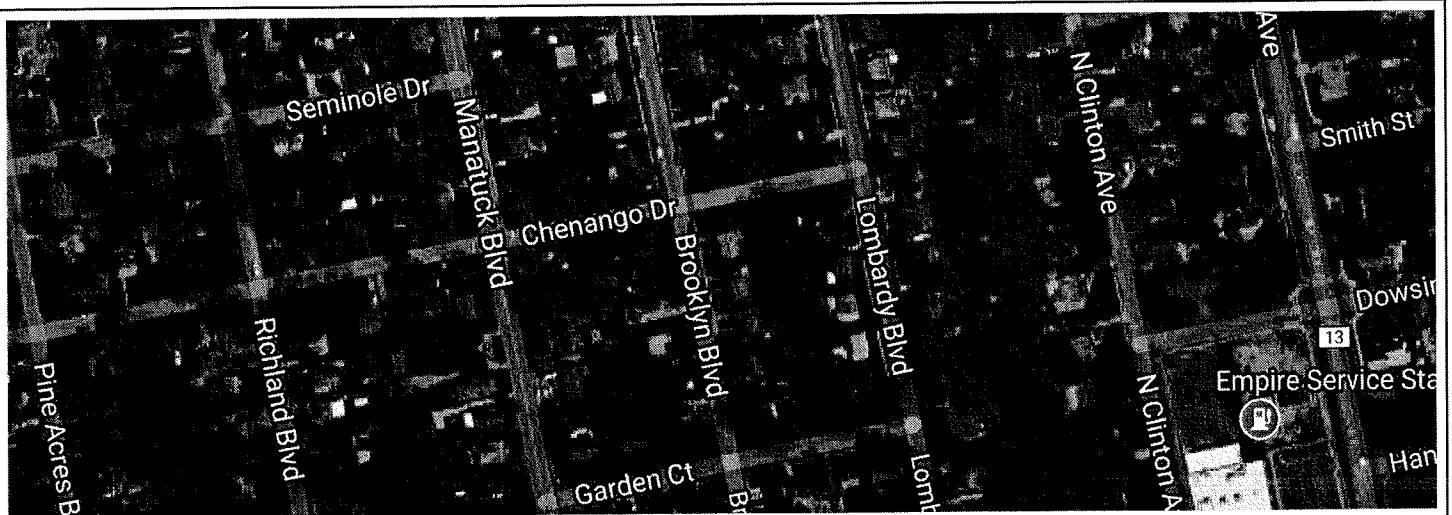 Ave
Seminole Dr
Manatuck Blvd
N Clinton Ave
Smith St
Chenango Dr
Lombardy Blvd
Brooklyn Blvd
Richland Blvd
Pine Acres B
Dowsin
13
Empire Service Sta
N Clinton A
Garden Ct
Lomb
Br
Han